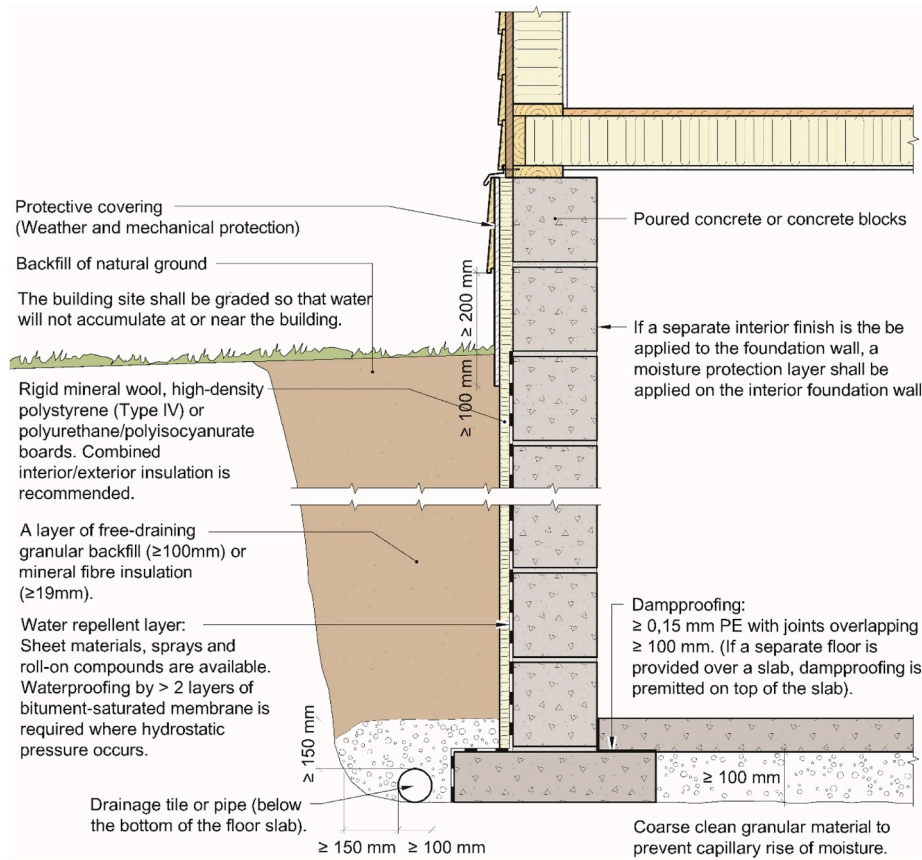 Protective covering
(Weather and mechanical protection)
Backfill of natural ground
The building site shall be graded so that water
will not accumulate at or near the building.
Rigid mineral wool, high-density
polystyrene (Type IV) or
polyurethane/polyisocyanurate
boards. Combined
interior/exterior insulation is
recommended.
A layer of free-draining
granular backfill (≥100mm) or
mineral fibre insulation
(≥19mm).
Water repellent layer:
Sheet materials, sprays and
roll-on compounds are available.
Waterproofing by > 2 layers of
bitument-saturated membrane is
required where hydrostatic
pressure occurs.
Drainage tile or pipe (below
the bottom of the floor slab).
≥ 200 mm
≥ 100 mm
≥ 150 mm
≥ 150 mm
≥ 100 mm
Poured concrete or concrete blocks
If a separate interior finish is the be
applied to the foundation wall, a
moisture protection layer shall be
applied on the interior foundation wall
Dampproofing:
≥ 0,15 mm PE with joints overlapping
≥ 100 mm. (If a separate floor is
provided over a slab, dampproofing is
premitted on top of the slab).
≥ 100 mm
Coarse clean granular material to
prevent capillary rise of moisture.